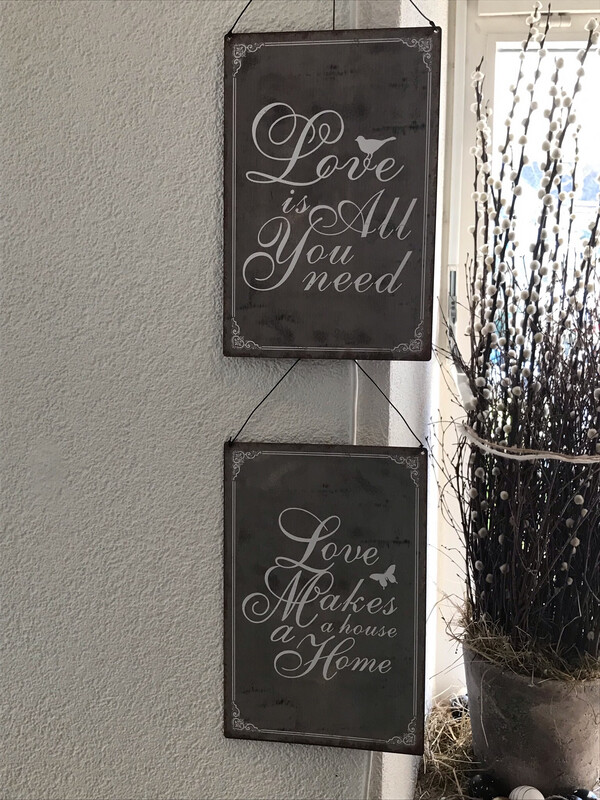 Love
is All
You
need
Love
Makes
a house
a Home